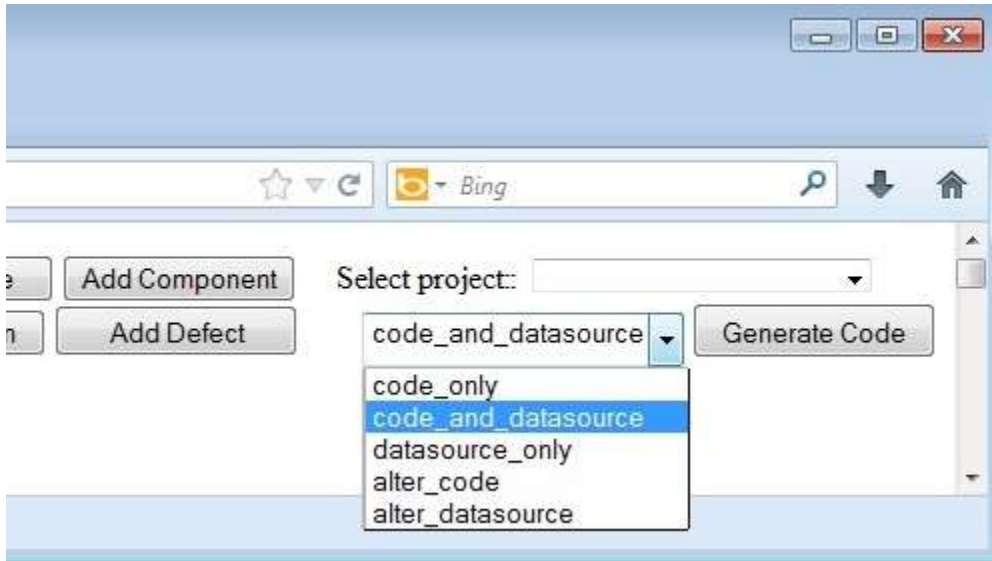 Bing
Add Component
Select project::
Add Defect
code_and_datasource
Generate Code
code_only
code_and_datasource
datasource_only
alter_code
alter_datasource